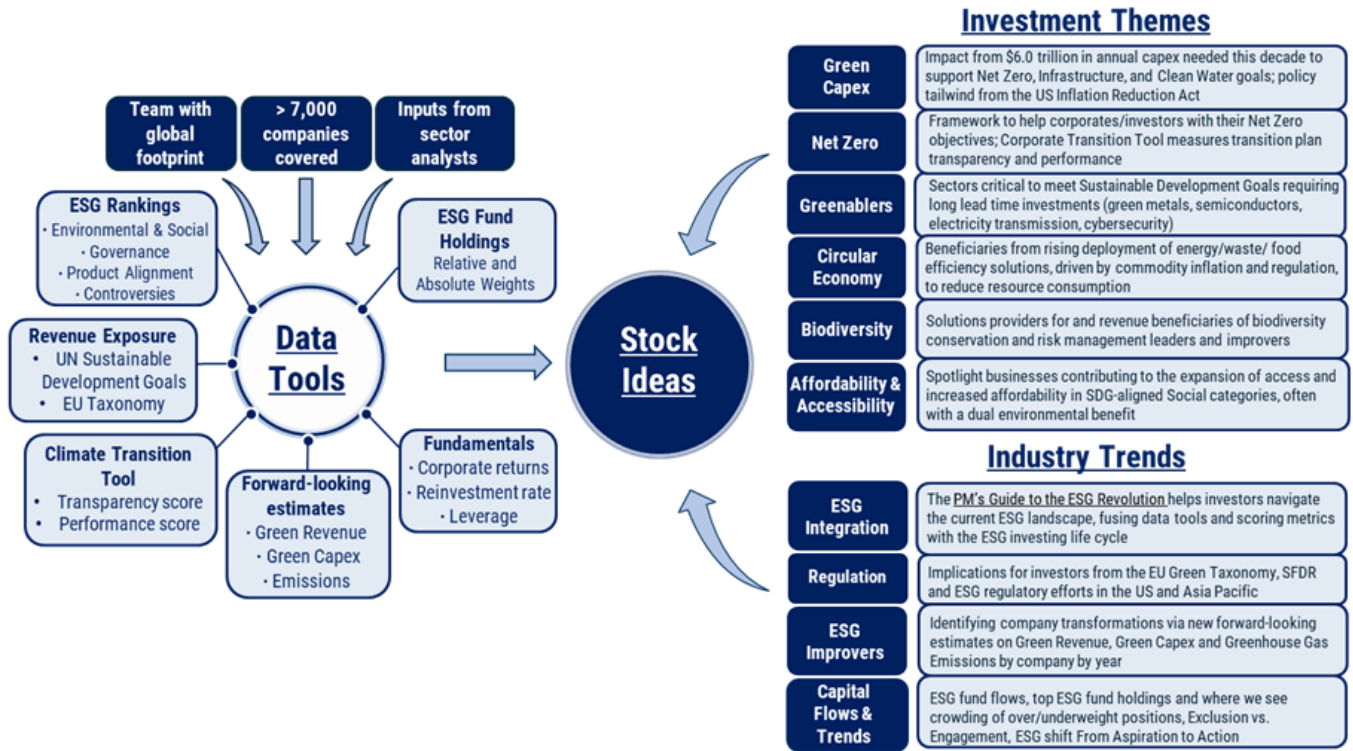 Team with
global
footprint
> 7,000
companies
covered
Inputs from
sector
analysts
ESG Rankings
· Environmental & Social
· Governance
· Product Alignment
· Controversies
ESG Fund
Holdings
Relative and
Absolute Weights
Revenue Exposure
• UN Sustainable
Development Goals
• EU Taxonomy
Data
Tools
Climate Transition
Tool
• Transparency score
• Performance score
Forward-looking
estimates
· Green Revenue
· Green Capex
· Emissions
Fundamentals
· Corporate returns
· Reinvestment rate
· Leverage
Stock
Ideas
Investment Themes
Green
Capex
Impact from $6.0 trillion in annual capex needed this decade to
support Net Zero, Infrastructure, and Clean Water goals; policy
tailwind from the US Inflation Reduction Act
Net Zero
Framework to help corporates/investors with their Net Zero
objectives; Corporate Transition Tool measures transition plan
transparency and performance
Greenablers
Sectors critical to meet Sustainable Development Goals requiring
long lead time investments (green metals, semiconductors,
electricity transmission, cybersecurity)
Circular
Economy
Beneficiaries from rising deployment of energy/waste/ food
efficiency solutions, driven by commodity inflation and regulation,
to reduce resource consumption
Biodiversity
Solutions providers for and revenue beneficiaries of biodiversity
conservation and risk management leaders and improvers
Affordability &
Accessibility
Spotlight businesses contributing to the expansion of access and
increased affordability in SDG-aligned Social categories, often
with a dual environmental benefit
Industry Trends
ESG
Integration
The PM's Guide to the ESG Revolution helps investors navigate
the current ESG landscape, fusing data tools and scoring metrics
with the ESG investing life cycle
Regulation
Implications for investors from the EU Green Taxonomy, SFDR
and ESG regulatory efforts in the US and Asia Pacific
ESG
Improvers
Identifying company transformations via new forward-looking
estimates on Green Revenue, Green Capex and Greenhouse Gas
Emissions by company by year
Capital
Flows &
Trends
ESG fund flows, top ESG fund holdings and where we see
crowding of over/underweight positions, Exclusion vs.
Engagement, ESG shift From Aspiration to Action